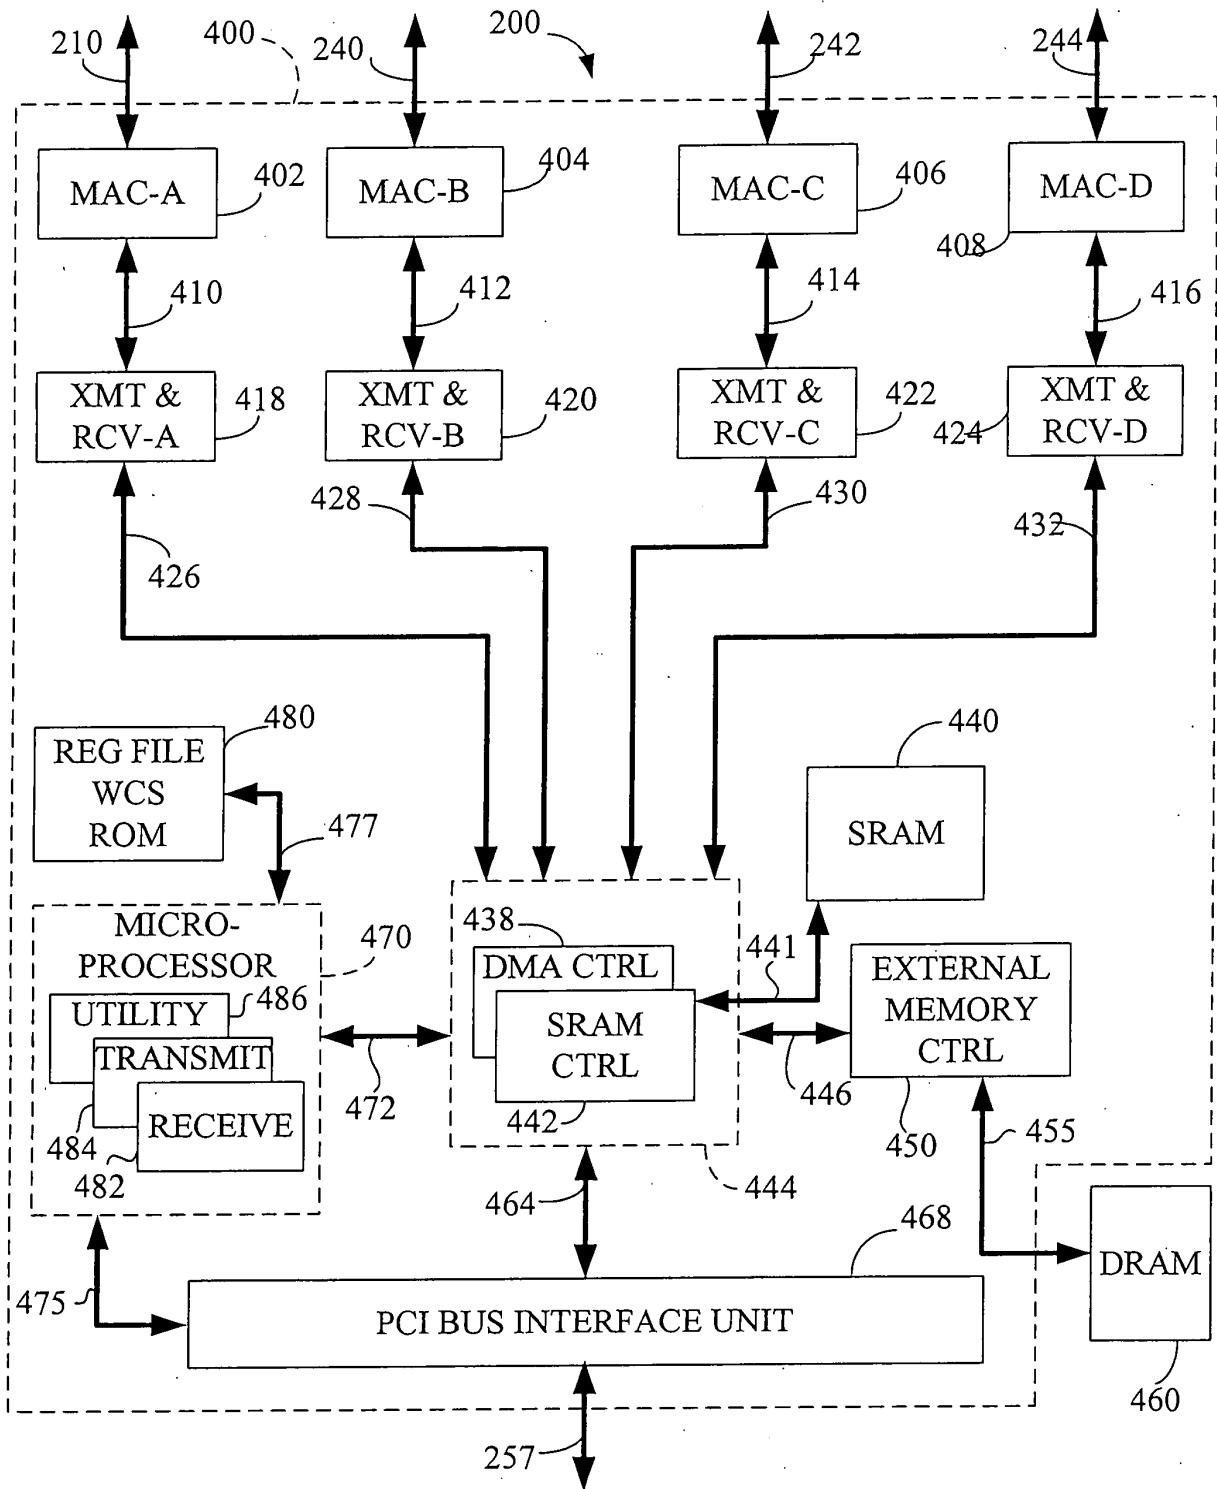 210
400
240
200
242
244
MAC-A
402
MAC-B
404
MAC-C
406
MAC-D
408
410
412
414
416
XMT &
RCV-A
418
XMT &
RCV-B
420
XMT &
RCV-C
422
XMT &
RCV-D
424
426
428
430
432
480
REG FILE
WCS
ROM
477
440
SRAM
MICRO-
PROCESSOR
470
UTILITY
486
TRANSMIT
RECEIVE
484
482
472
438
DMA CTRL
SRAM
CTRL
442
441
446
EXTERNAL
MEMORY
CTRL
450
455
444
464
468
475
PCI BUS INTERFACE UNIT
DRAM
460
257